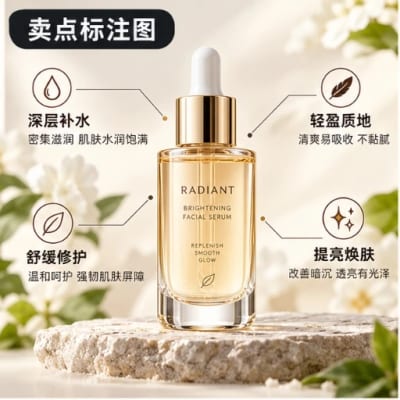 卖点标注图
深层补水
密集滋润 肌肤水润饱满
轻盈质地
清爽易吸收 不黏腻
RADIANT
BRIGHTENING
FACIAL SERUM
REPLENISH
SMOOTH
GLOW
舒缓修护
温和呵护 强韧肌肤屏障
提亮焕肤
改善暗沉 透亮有光泽